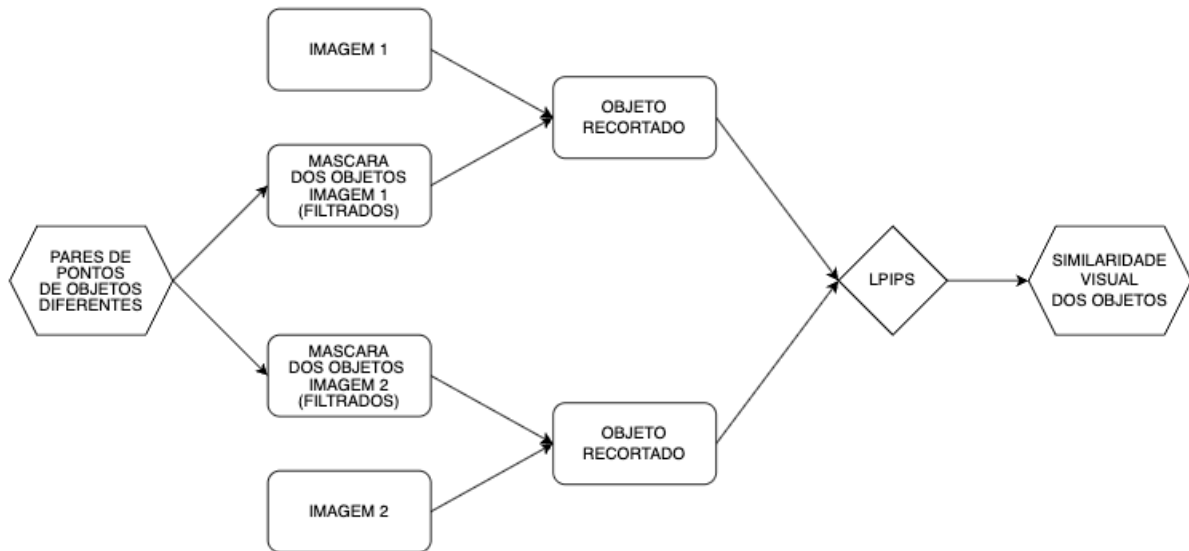 IMAGEM 1
OBJETO
RECORTADO
MASCARA
DOS OBJETOS
IMAGEM 1
(FILTRADOS)
PARES DE
PONTOS
DE OBJETOS
DIFERENTES
LPIPS
SIMILARIDADE
VISUAL
DOS OBJETOS
MASCARA
DOS OBJETOS
IMAGEM 2
(FILTRADOS)
OBJETO
RECORTADO
IMAGEM 2